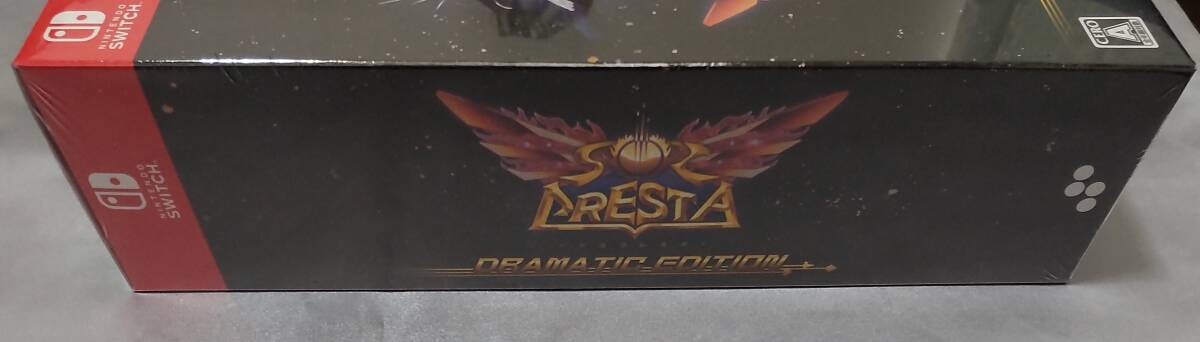 NINTENDO
SWITCH.
CERO
A
NINTENDO
SWITCH.
SOL
CRESTA
DRAMATIC EDITION